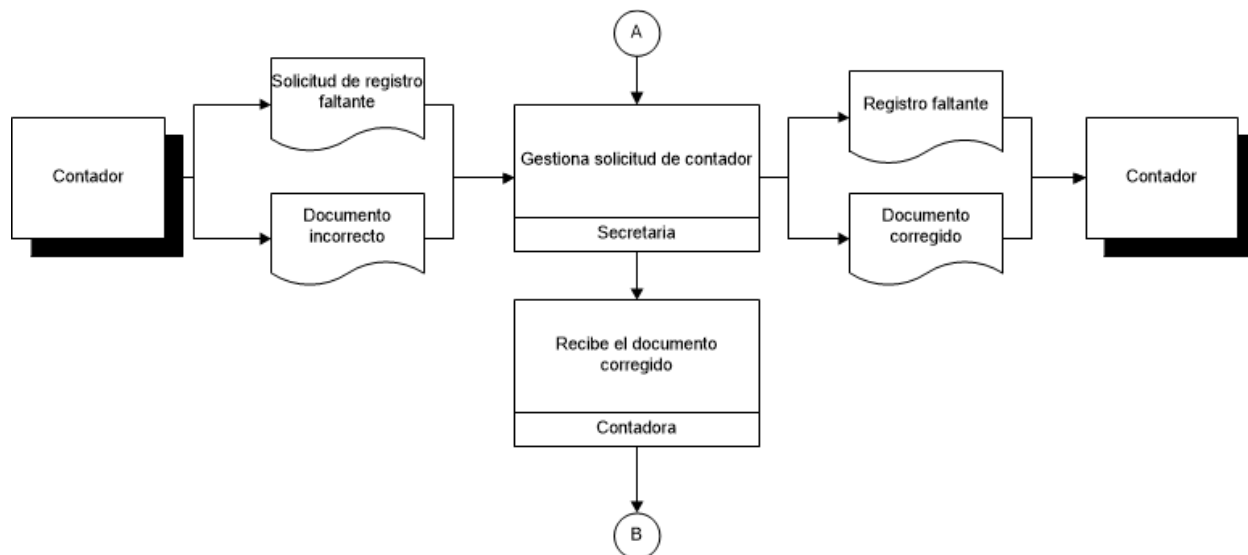 A
Solicitud de registro
faltante
Registro faltante
Contador
Gestiona solicitud de contador
Contador
Documento
incorrecto
Secretaria
Documento
corregido
Recibe el documento
corregido
Contadora
B